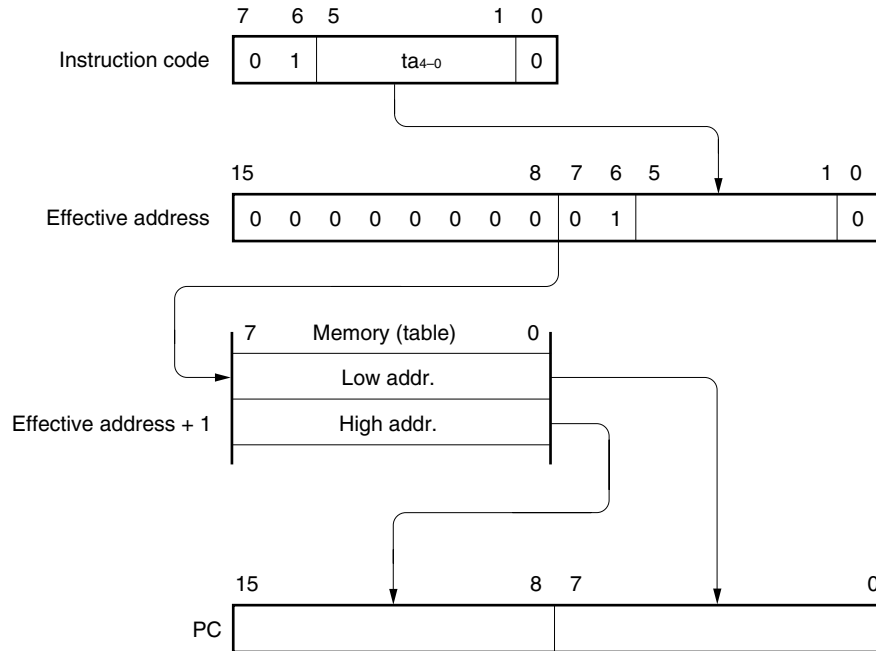 7 6 5 1 0
Instruction code 0 1 ta4–0 0
15 8 7 6 5 1 0
Effective address 0 0 0 0 0 0 0 0 0 1 0
7 Memory (table) 0
Low addr.
Effective address + 1 High addr.
15 8 7 0
PC